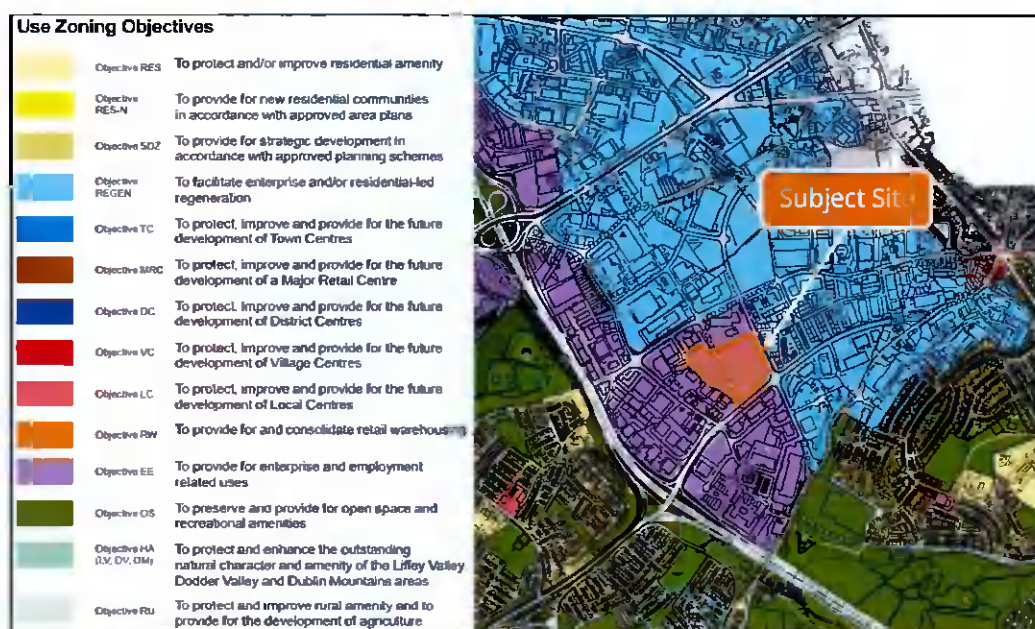 Use Zoning Objectives
Objective RES
To protect and/or improve residential amenity
Objective
RES-N
To provide for new residential communities
in accordance with approved area plans
Objective SDZ
To provide for strategic development in
accordance with approved planning schemes
Objective
REGEN
To facilitate enterprise and/or residential-led
regeneration
Objective TC
To protect, improve and provide for the future
development of Town Centres
Objective MRC
To protect, improve and provide for the future
development of a Major Retail Centre
Objective DC
To protect, improve and provide for the future
development of District Centres
Objective VC
To protect, improve and provide for the future
development of Village Centres
Objective LC
To protect, improve and provide for the future
development of Local Centres
Objective RW
To provide for and consolidate retail warehousing
Objective EE
To provide for enterprise and employment
related uses
Objective OS
To preserve and provide for open space and
recreational amenities
Objective HA
(LV, DV, DM)
To protect and enhance the outstanding
natural character and amenity of the Liffey Valley
Dodder Valley and Dublin Mountains areas
Objective RU
To protect and improve rural amenity and to
provide for the development of agriculture
Subject Site